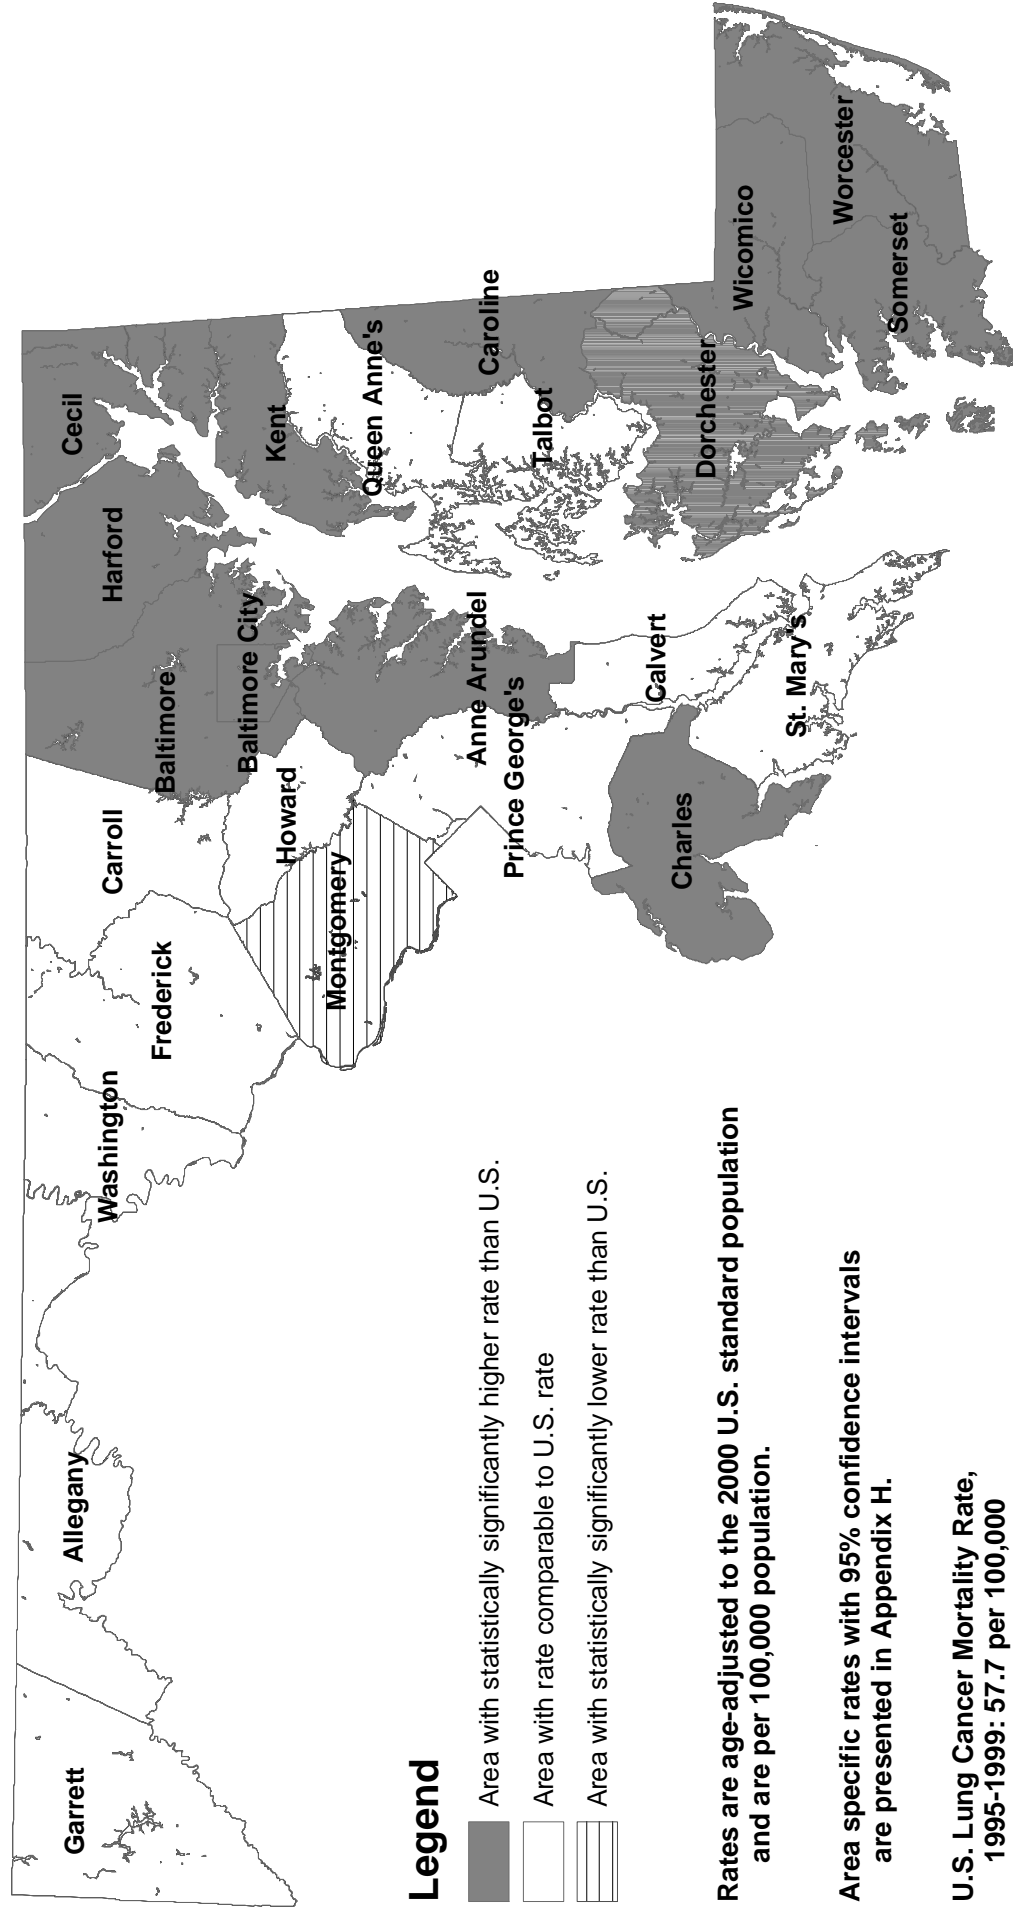 Garrett
Allegany
Washington
Frederick
Carroll
Baltimore
Harford
Cecil
Baltimore City
Howard
Montgomery
Kent
Queen Anne's
Anne Arundel
Prince George's
Caroline
Talbot
Calvert
Charles
St. Mary's
Dorchester
Wicomico
Worcester
Somerset
Legend
Area with statistically significantly higher rate than U.S.
Area with rate comparable to U.S. rate
Area with statistically significantly lower rate than U.S.
Rates are age-adjusted to the 2000 U.S. standard population
and are per 100,000 population.
Area specific rates with 95% confidence intervals
are presented in Appendix H.
U.S. Lung Cancer Mortality Rate,
1995-1999: 57.7 per 100,000